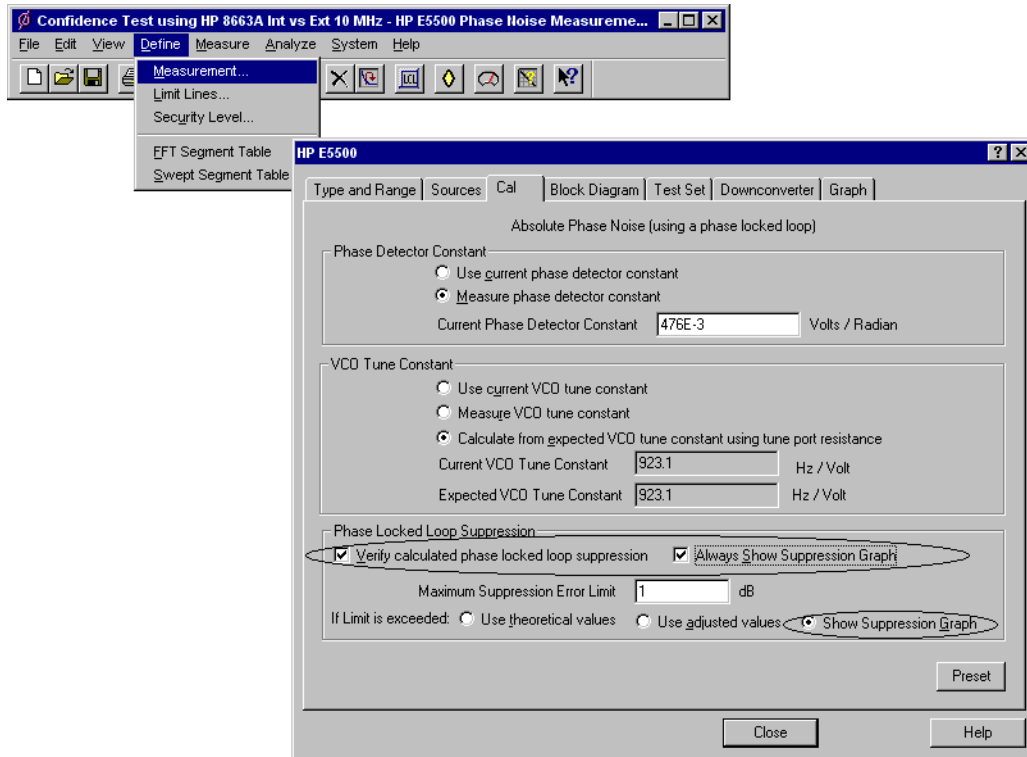 Confidence Test using HP 8663A Int vs Ext 10 MHz - HP E5500 Phase Noise Measureme...
File Edit View Define Measure Analyze System Help
Measurement...
Limit Lines...
Security Level...
FFT Segment Table
Swept Segment Table
HP E5500
Type and Range Sources Cal Block Diagram Test Set Downconverter Graph
Absolute Phase Noise (using a phase locked loop)
Phase Detector Constant
Use current phase detector constant
Measure phase detector constant
Current Phase Detector Constant 476E-3 Volts / Radian
VCO Tune Constant
Use current VCO tune constant
Measure VCO tune constant
Calculate from expected VCO tune constant using tune port resistance
Current VCO Tune Constant 923.1 Hz / Volt
Expected VCO Tune Constant 923.1 Hz / Volt
Phase Locked Loop Suppression
Verify calculated phase locked loop suppression Always Show Suppression Graph
Maximum Suppression Error Limit 1 dB
If Limit is exceeded: Use theoretical values Use adjusted values Show Suppression Graph
Preset
Close Help